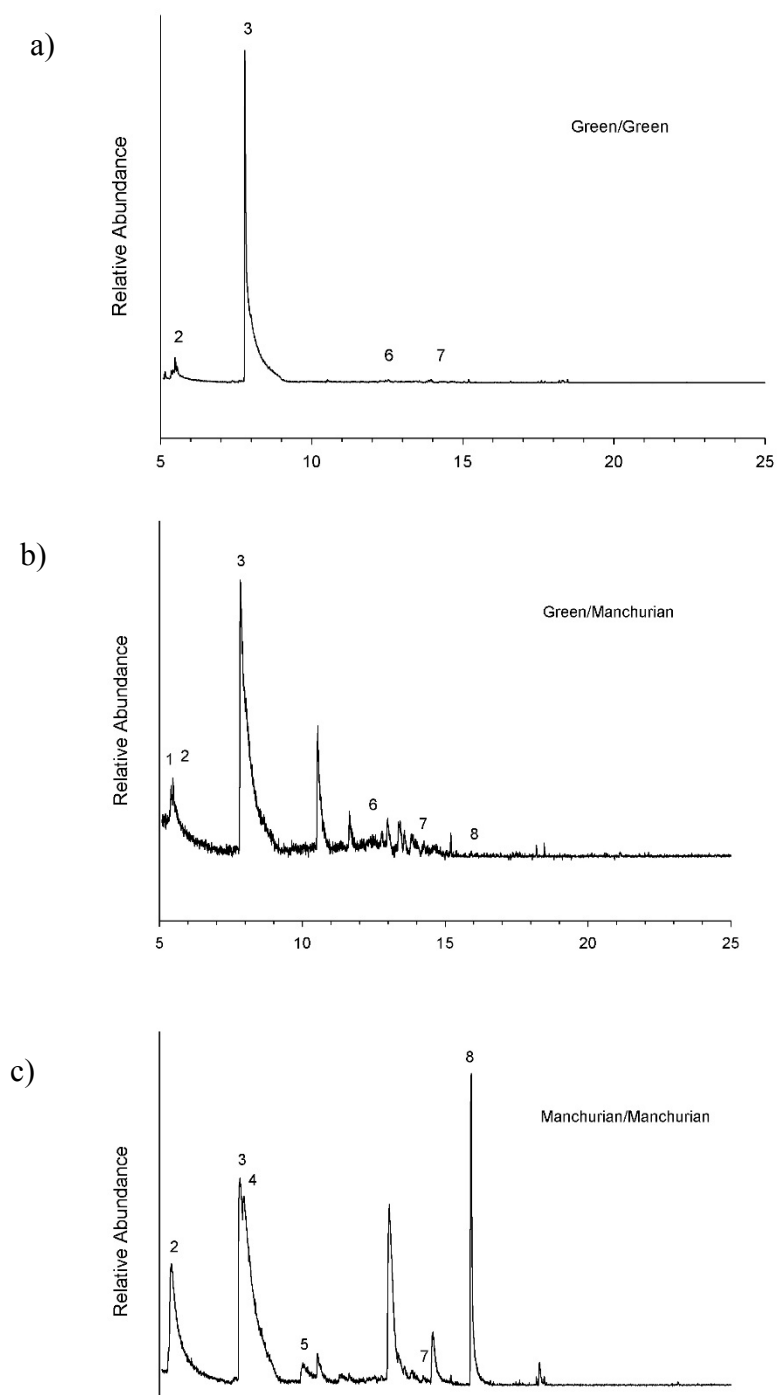 a)
3
Green/Green
Relative Abundance
2
6 7
5 10 15 20 25
b)
3
Green/Manchurian
Relative Abundance
1 2
6 7 8
5 10 15 20 25
c)
8
Manchurian/Manchurian
Relative Abundance
3
4
2
5 7